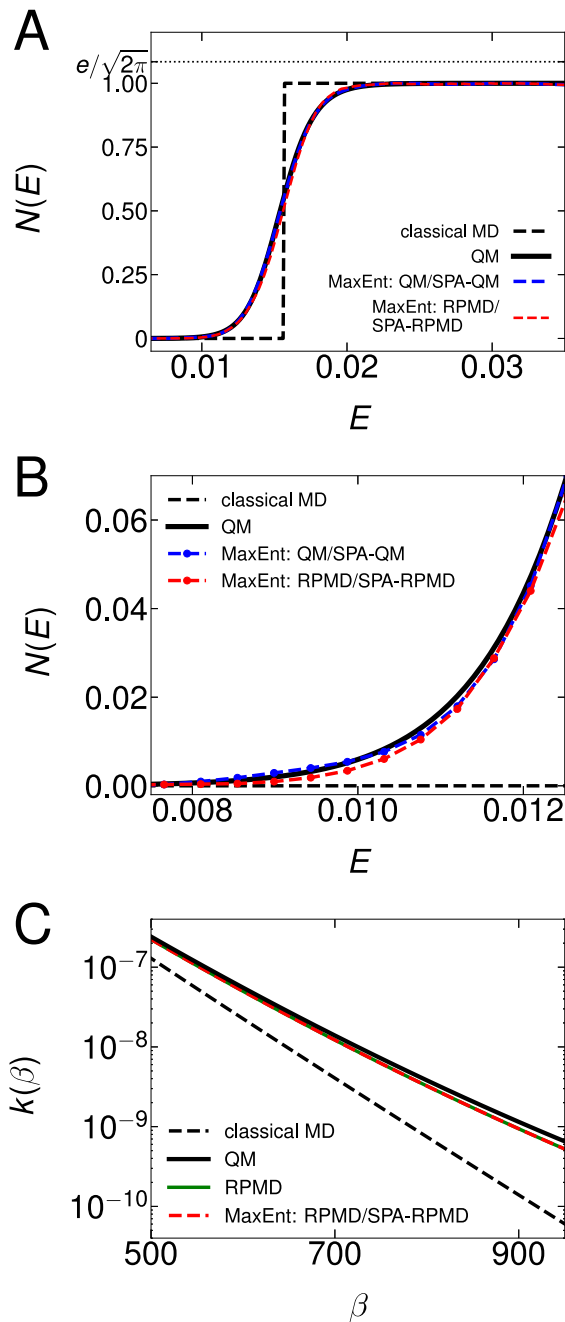 A
e/√2π
1.00
0.75
0.50
0.25
0
N(E)
classical MD
QM
MaxEnt: QM/SPA-QM
MaxEnt: RPMD/
SPA-RPMD
0.01 0.02 0.03
E
B
0.06
0.04
0.02
0.00
N(E)
classical MD
QM
MaxEnt: QM/SPA-QM
MaxEnt: RPMD/SPA-RPMD
0.008 0.010 0.012
E
C
10⁻⁷
10⁻⁸
10⁻⁹
10⁻¹⁰
k(β)
classical MD
QM
RPMD
MaxEnt: RPMD/SPA-RPMD
500 700 900
β